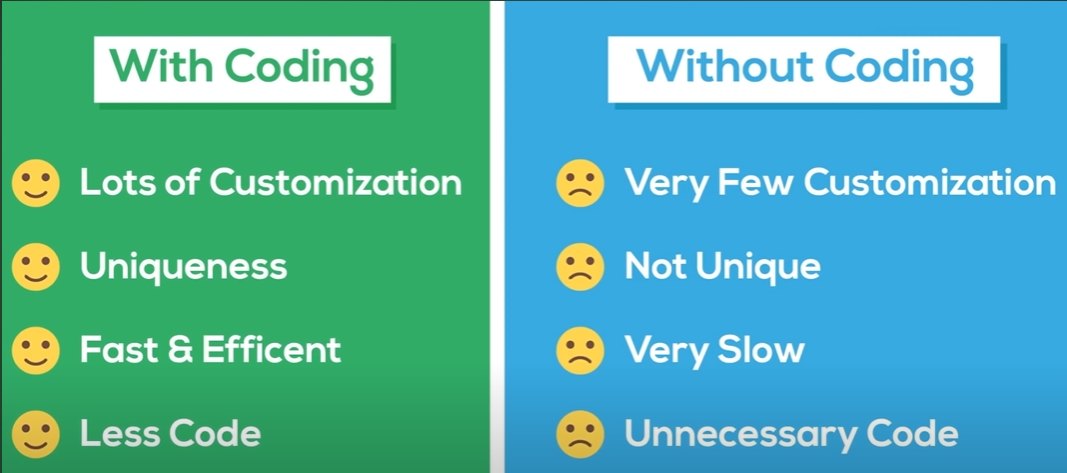 With Coding
Lots of Customization
Uniqueness
Fast & Efficent
Less Code
Without Coding
Very Few Customization
Not Unique
Very Slow
Unnecessary Code